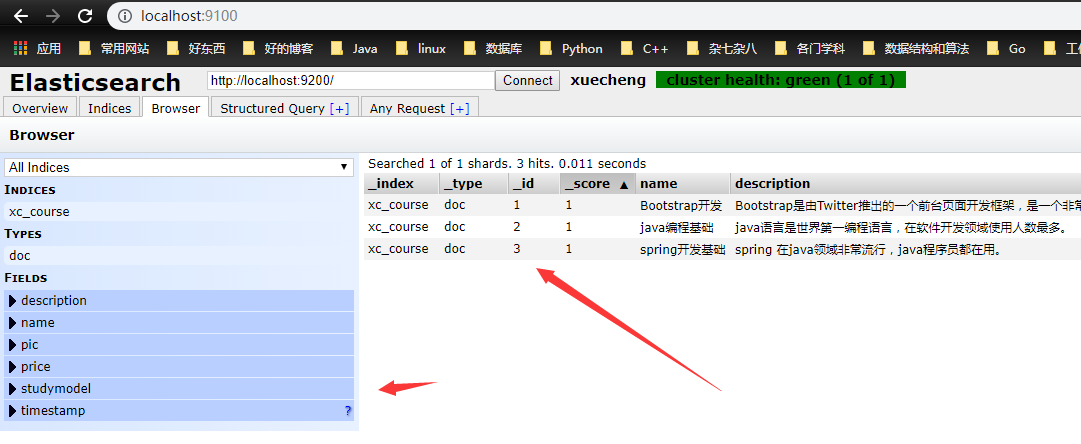 localhost:9100
应用 常用网站 好东西 好的博客 Java linux 数据库 Python C++ 杂七杂八 各门学科 数据结构和算法 Go
Elasticsearch http://localhost:9200/ Connect xuecheng cluster health: green (1 of 1)
Overview Indices Browser Structured Query [+] Any Request [+]
Browser
All Indices
Searched 1 of 1 shards. 3 hits. 0.011 seconds
INDICES
xc_course
TYPES
doc
FIELDS
description
name
pic
price
studymodel
timestamp ?
_index _type _id _score ▲ name description
xc_course doc 1 1 Bootstrap开发 Bootstrap是由Twitter推出的一个前台页面开发框架，是一个非常
xc_course doc 2 1 java编程基础 java语言是世界第一编程语言，在软件开发领域使用人数最多。
xc_course doc 3 1 spring开发基础 spring 在java领域非常流行，java程序员都在用。